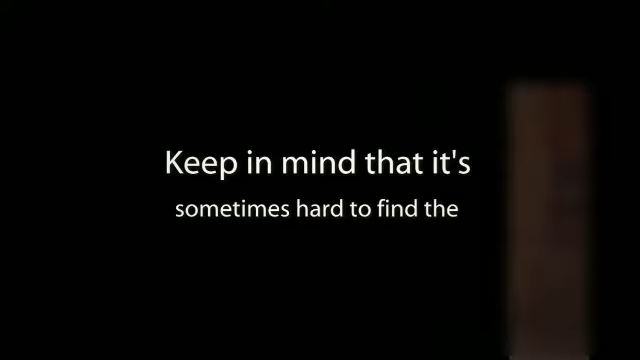 Keep in mind that it's
sometimes hard to find the